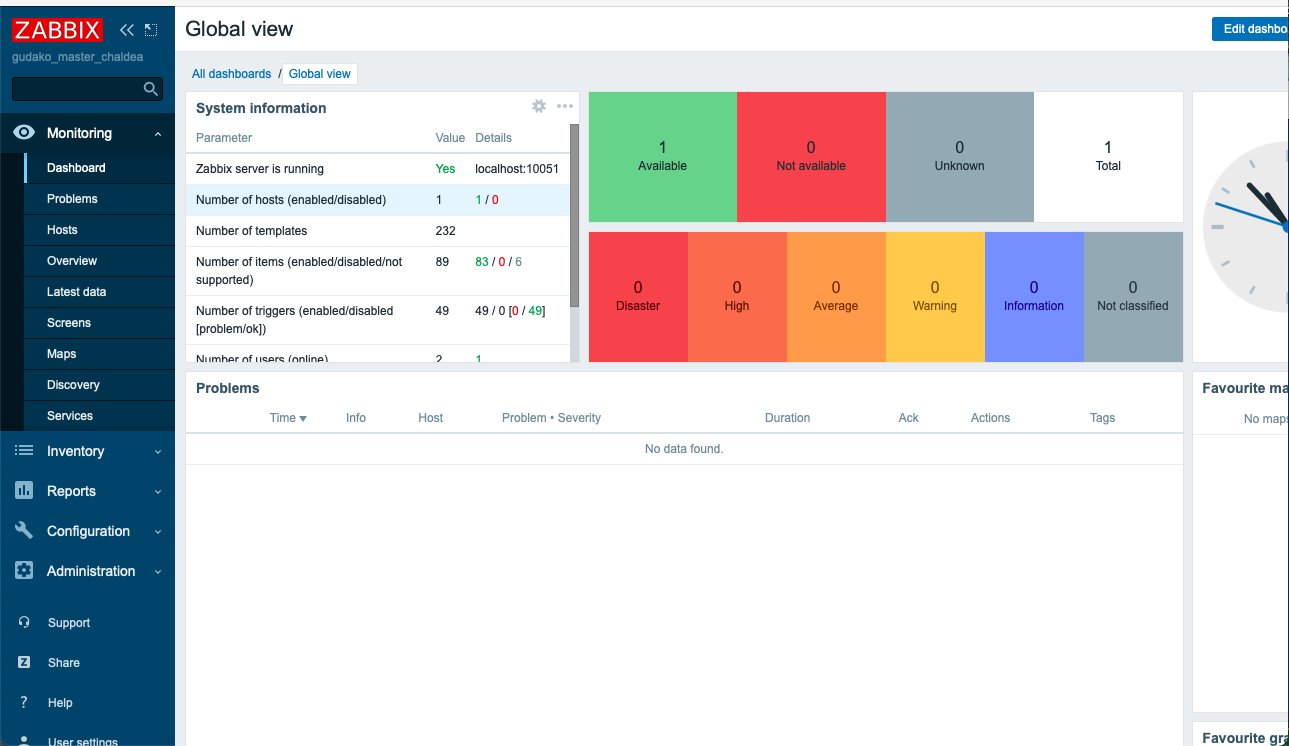 ZABBIX
gudako_master_chaldea
Monitoring
Dashboard
Problems
Hosts
Overview
Latest data
Screens
Maps
Discovery
Services
Inventory
Reports
Configuration
Administration
Support
Z Share
? Help
User settings
Global view
Edit dashbo
All dashboards / Global view
System information
Parameter Value Details
Zabbix server is running Yes localhost:10051
Number of hosts (enabled/disabled) 1 1 / 0
Number of templates 232
Number of items (enabled/disabled/not 89 83 / 0 / 6
supported)
Number of triggers (enabled/disabled 49 49 / 0 [0 / 49]
[problem/ok])
Number of users (online) 2 1
1 0 0 1
Available Not available Unknown Total
0 0 0 0 0 0
Disaster High Average Warning Information Not classified
Problems
Time Info Host Problem • Severity Duration Ack Actions Tags
No data found.
Favourite ma
No maps
Favourite gra